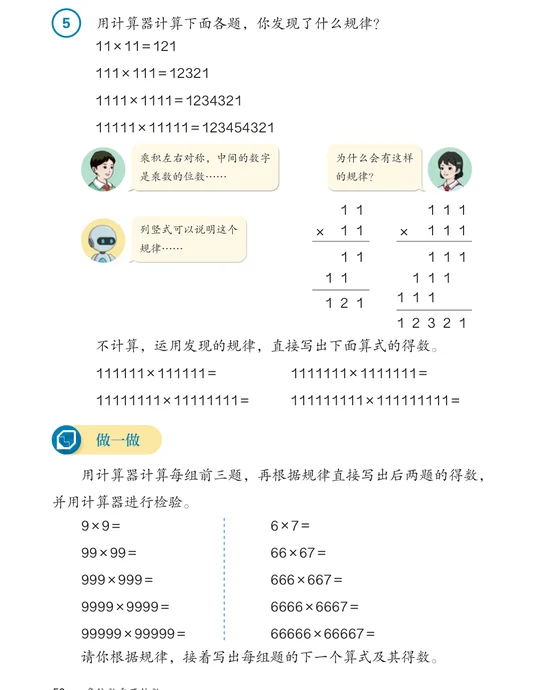 5 用计算器计算下面各题，你发现了什么规律？
11×11=121
111×111=12321
1111×1111=1234321
11111×11111=123454321
乘积左右对称，中间的数字
是乘数的位数……
为什么会有这样
的规律？
列竖式可以说明这个
规律……
1 1
× 1 1
1 1
1 1
1 2 1
1 1 1
× 1 1 1
1 1 1
1 1 1
1 1 1
1 2 3 2 1
不计算，运用发现的规律，直接写出下面算式的得数。
111111×111111= 1111111×1111111=
11111111×11111111= 111111111×111111111=
做一做
用计算器计算每组前三题，再根据规律直接写出后两题的得数，
并用计算器进行检验。
9×9= 6×7=
99×99= 66×67=
999×999= 666×667=
9999×9999= 6666×6667=
99999×99999= 66666×66667=
请你根据规律，接着写出每组题的下一个算式及其得数。